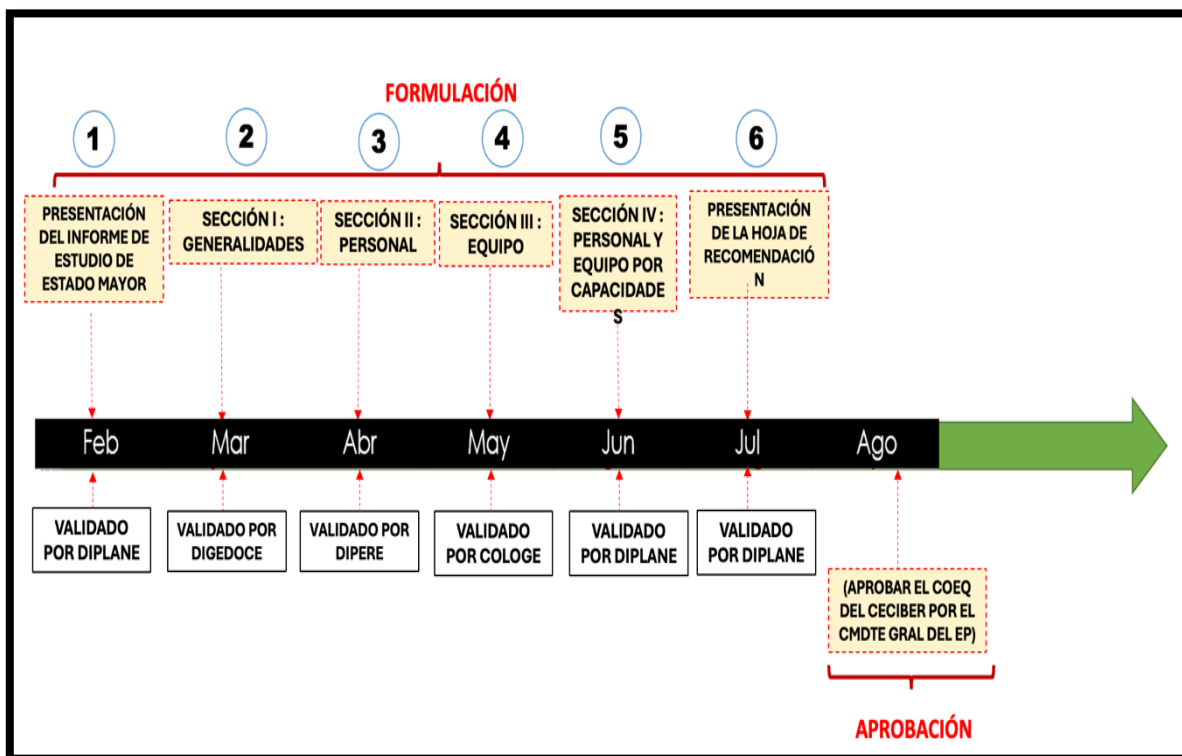 FORMULACIÓN
1
2
3
4
5
6
PRESENTACIÓN
DEL INFORME DE
ESTUDIO DE
ESTADO MAYOR
SECCIÓN I :
GENERALIDADES
SECCIÓN II :
PERSONAL
SECCIÓN III :
EQUIPO
SECCIÓN IV :
PERSONAL Y
EQUIPO POR
CAPACIDADE
S
PRESENTACIÓN
DE LA HOJA DE
RECOMENDACIÓ
N
Feb
Mar
Abr
May
Jun
Jul
Ago
VALIDADO
POR DIPLANE
VALIDADO POR
DIGEDOCE
VALIDADO POR
DIPERE
VALIDADO
POR COLOGE
VALIDADO
POR DIPLANE
VALIDADO
POR DIPLANE
(APROBAR EL COEQ
DEL CECIBER POR EL
CMDTE GRAL DEL EP)
APROBACIÓN